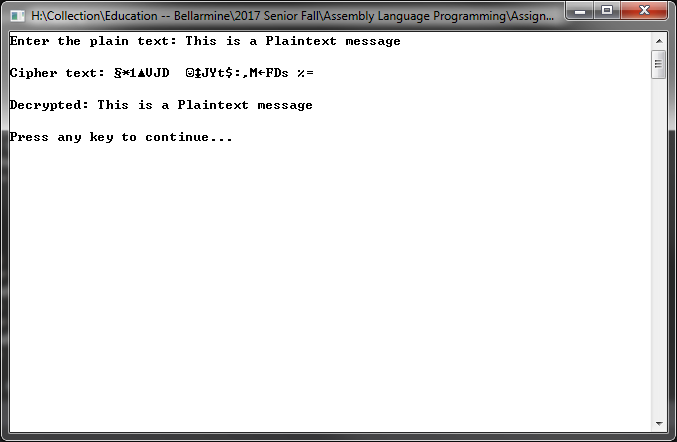 H:\Collection\Education -- Bellarmine\2017 Senior Fall\Assembly Language Programming\Assign...
Enter the plain text: This is a Plaintext message
Cipher text: §*1▲VJD  ☺↨JYt$:,M←FDs %=
Decrypted: This is a Plaintext message
Press any key to continue...